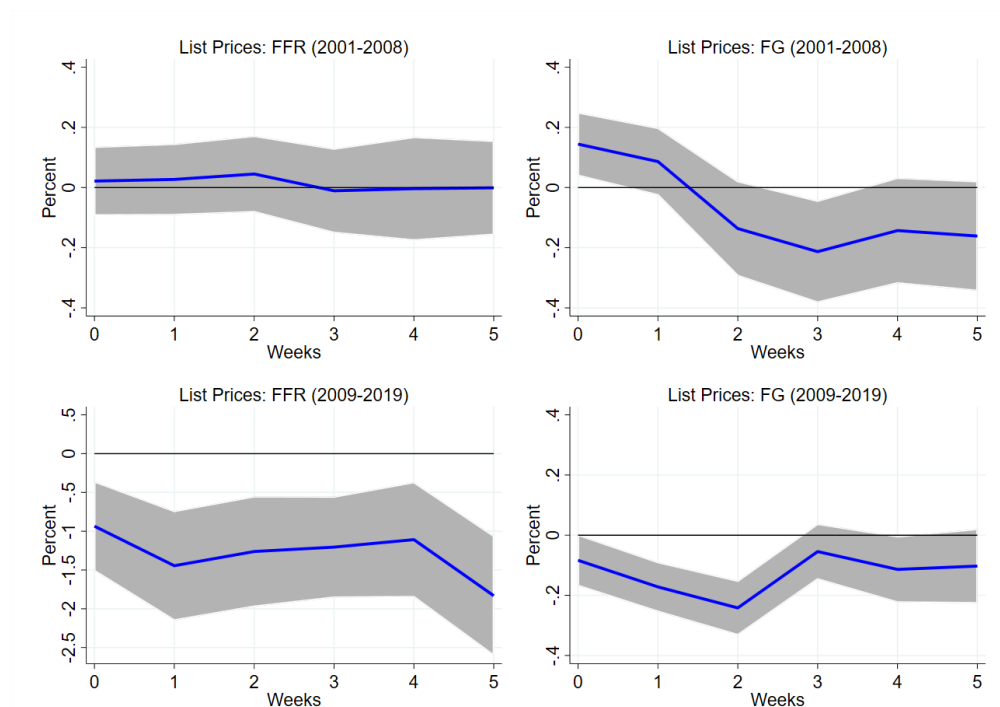 List Prices: FFR (2001-2008)
Percent
.4
.2
0
-.2
-.4
0 1 2 3 4 5
Weeks
List Prices: FG (2001-2008)
Percent
.4
.2
0
-.2
-.4
0 1 2 3 4 5
Weeks
List Prices: FFR (2009-2019)
Percent
.5
0
-.5
-1
-1.5
-2
-2.5
0 1 2 3 4 5
Weeks
List Prices: FG (2009-2019)
Percent
.4
.2
0
-.2
-.4
0 1 2 3 4 5
Weeks